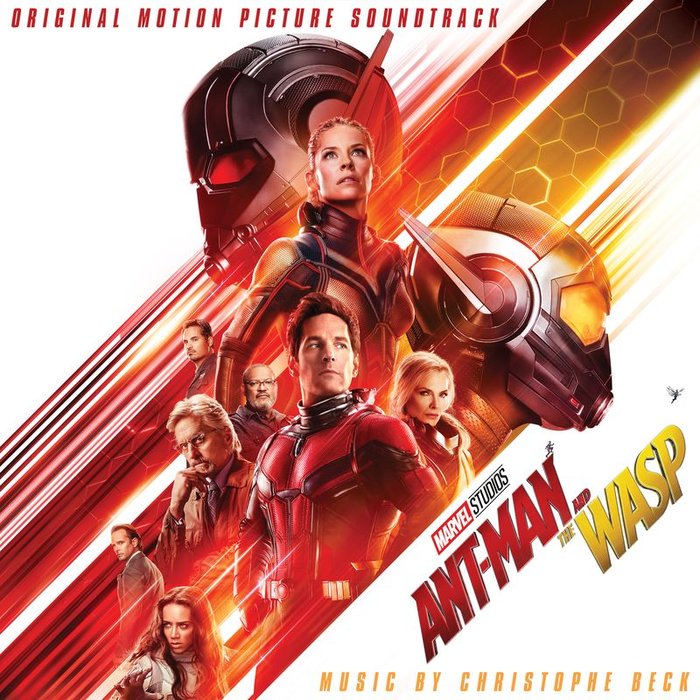 ORIGINAL MOTION PICTURE SOUNDTRACK
MARVEL STUDIOS
ANT-MAN AND THE WASP
MUSIC BY CHRISTOPHE BECK